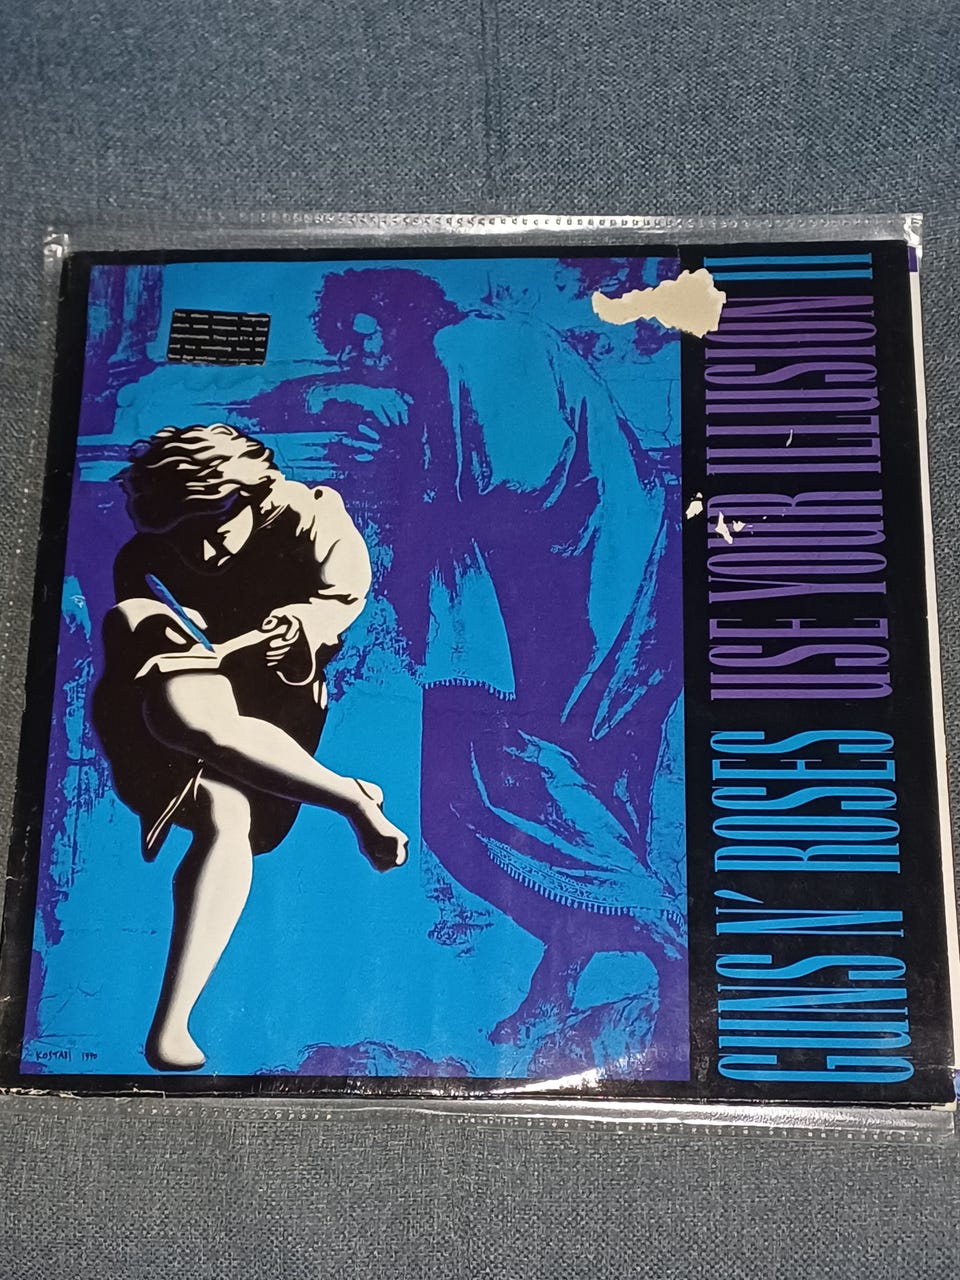 This album contains language
which some listeners may find
objectionable. They can F?!* OFF
and buy something from the
New Age section.
GUNS N' ROSES USE YOUR ILLUSION II
KOSTABI 1990